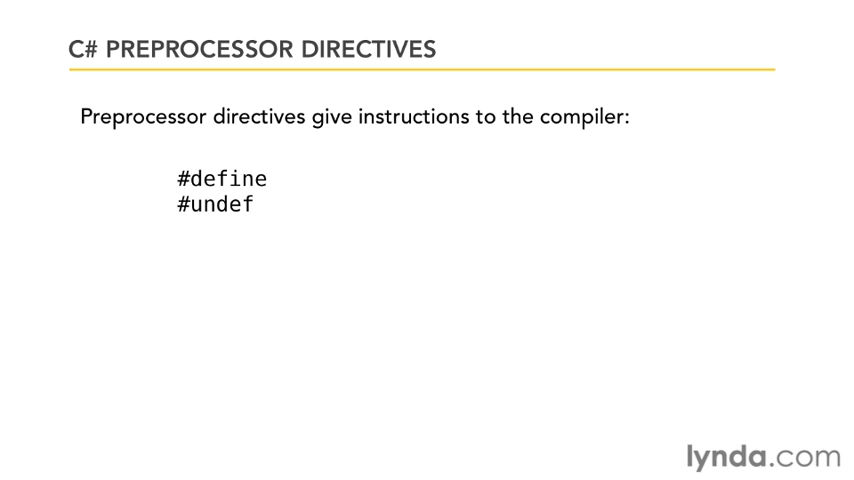 C# PREPROCESSOR DIRECTIVES
Preprocessor directives give instructions to the compiler:
#define
#undef
lynda.com